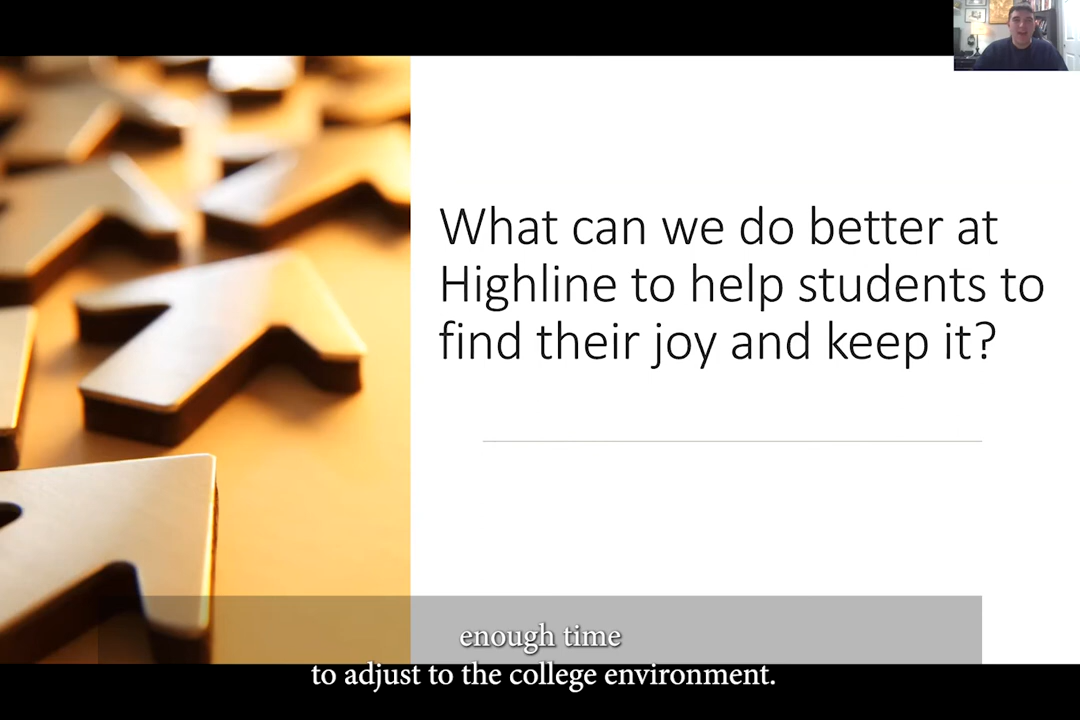 What can we do better at
Highline to help students to
find their joy and keep it?
enough time
to adjust to the college environment.